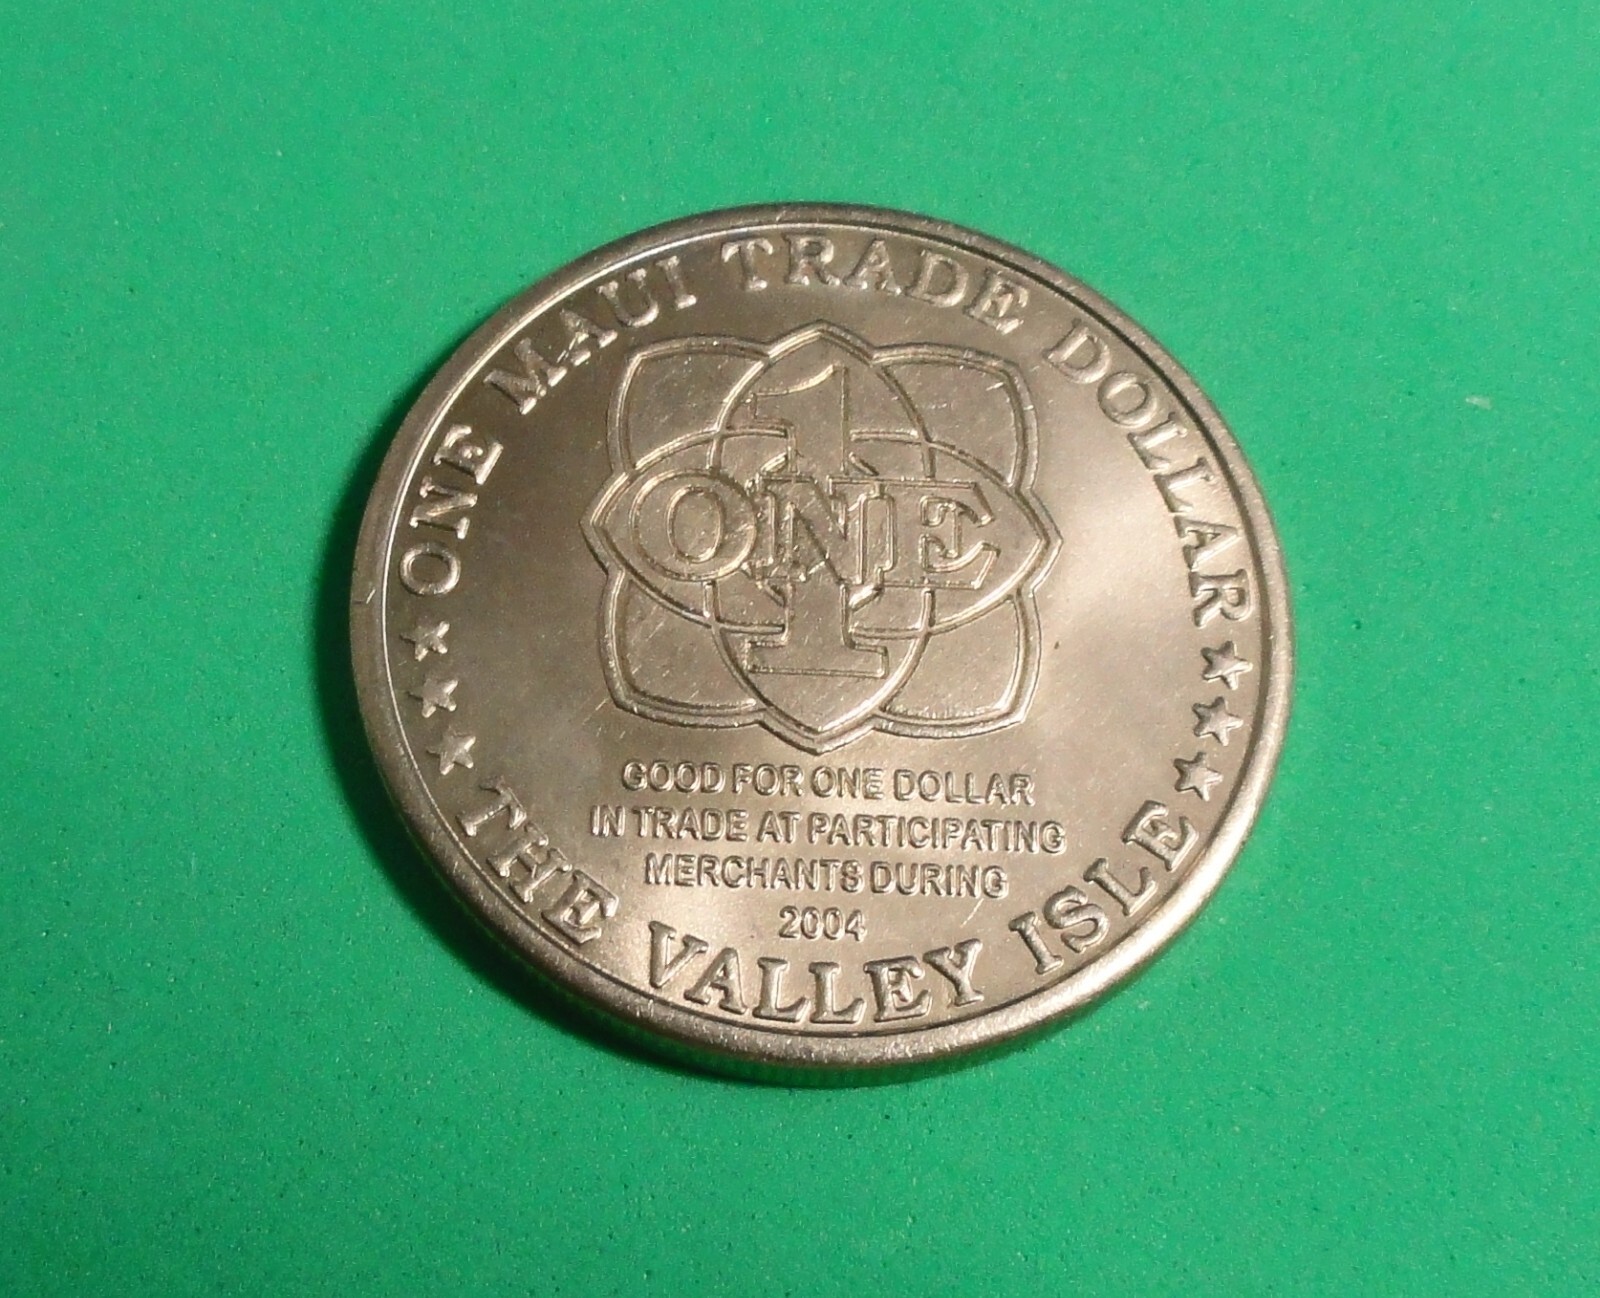 ONE MAUI TRADE DOLLAR
1
ONE
GOOD FOR ONE DOLLAR
IN TRADE AT PARTICIPATING
MERCHANTS DURING
2004
THE VALLEY ISLE